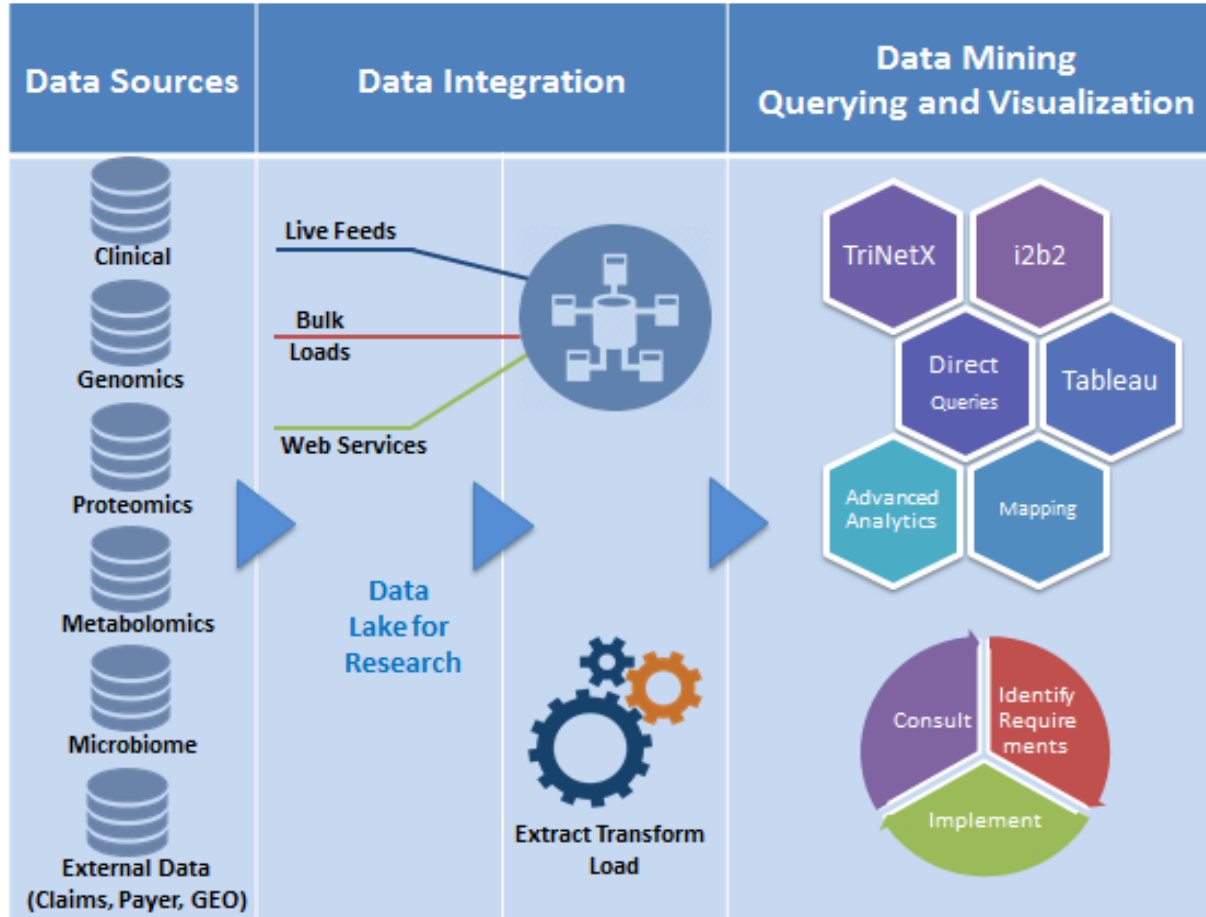 Data Sources
Data Integration
Data Mining
Querying and Visualization
Clinical
Genomics
Proteomics
Metabolomics
Microbiome
External Data
(Claims, Payer, GEO)
Live Feeds
Bulk
Loads
Web Services
Data
Lake for
Research
Extract Transform
Load
TriNetX
i2b2
Direct
Queries
Tableau
Advanced
Analytics
Mapping
Consult
Identify
Require
ments
Implement